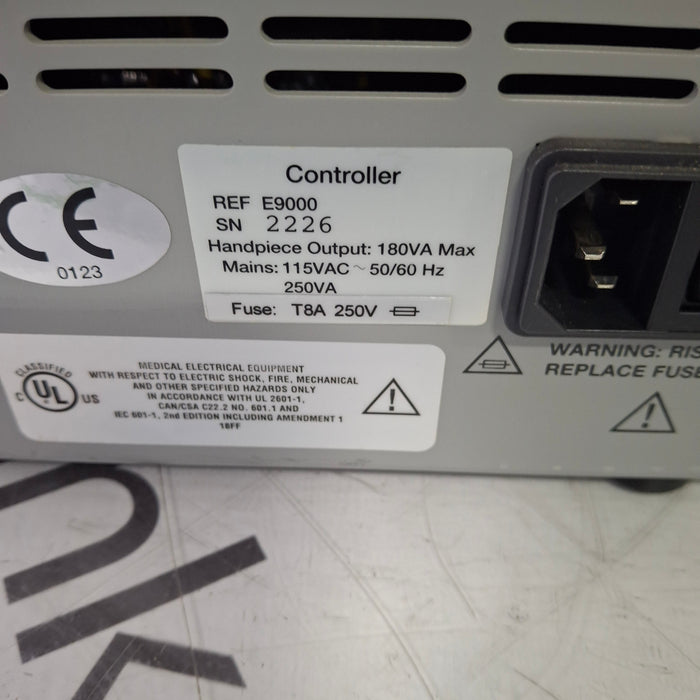 Controller
REF E9000
SN 2226
Handpiece Output: 180VA Max
Mains: 115VAC ~ 50/60 Hz
250VA
Fuse: T8A 250V
CE
0123
CLASSIFIED
C UL US
MEDICAL ELECTRICAL EQUIPMENT
WITH RESPECT TO ELECTRIC SHOCK, FIRE, MECHANICAL
AND OTHER SPECIFIED HAZARDS ONLY
IN ACCORDANCE WITH UL 2601-1,
CAN/CSA C22.2 NO. 601.1 AND
IEC 601-1, 2nd EDITION INCLUDING AMENDMENT 1
18FF
WARNING: RIS
REPLACE FUSE
nk